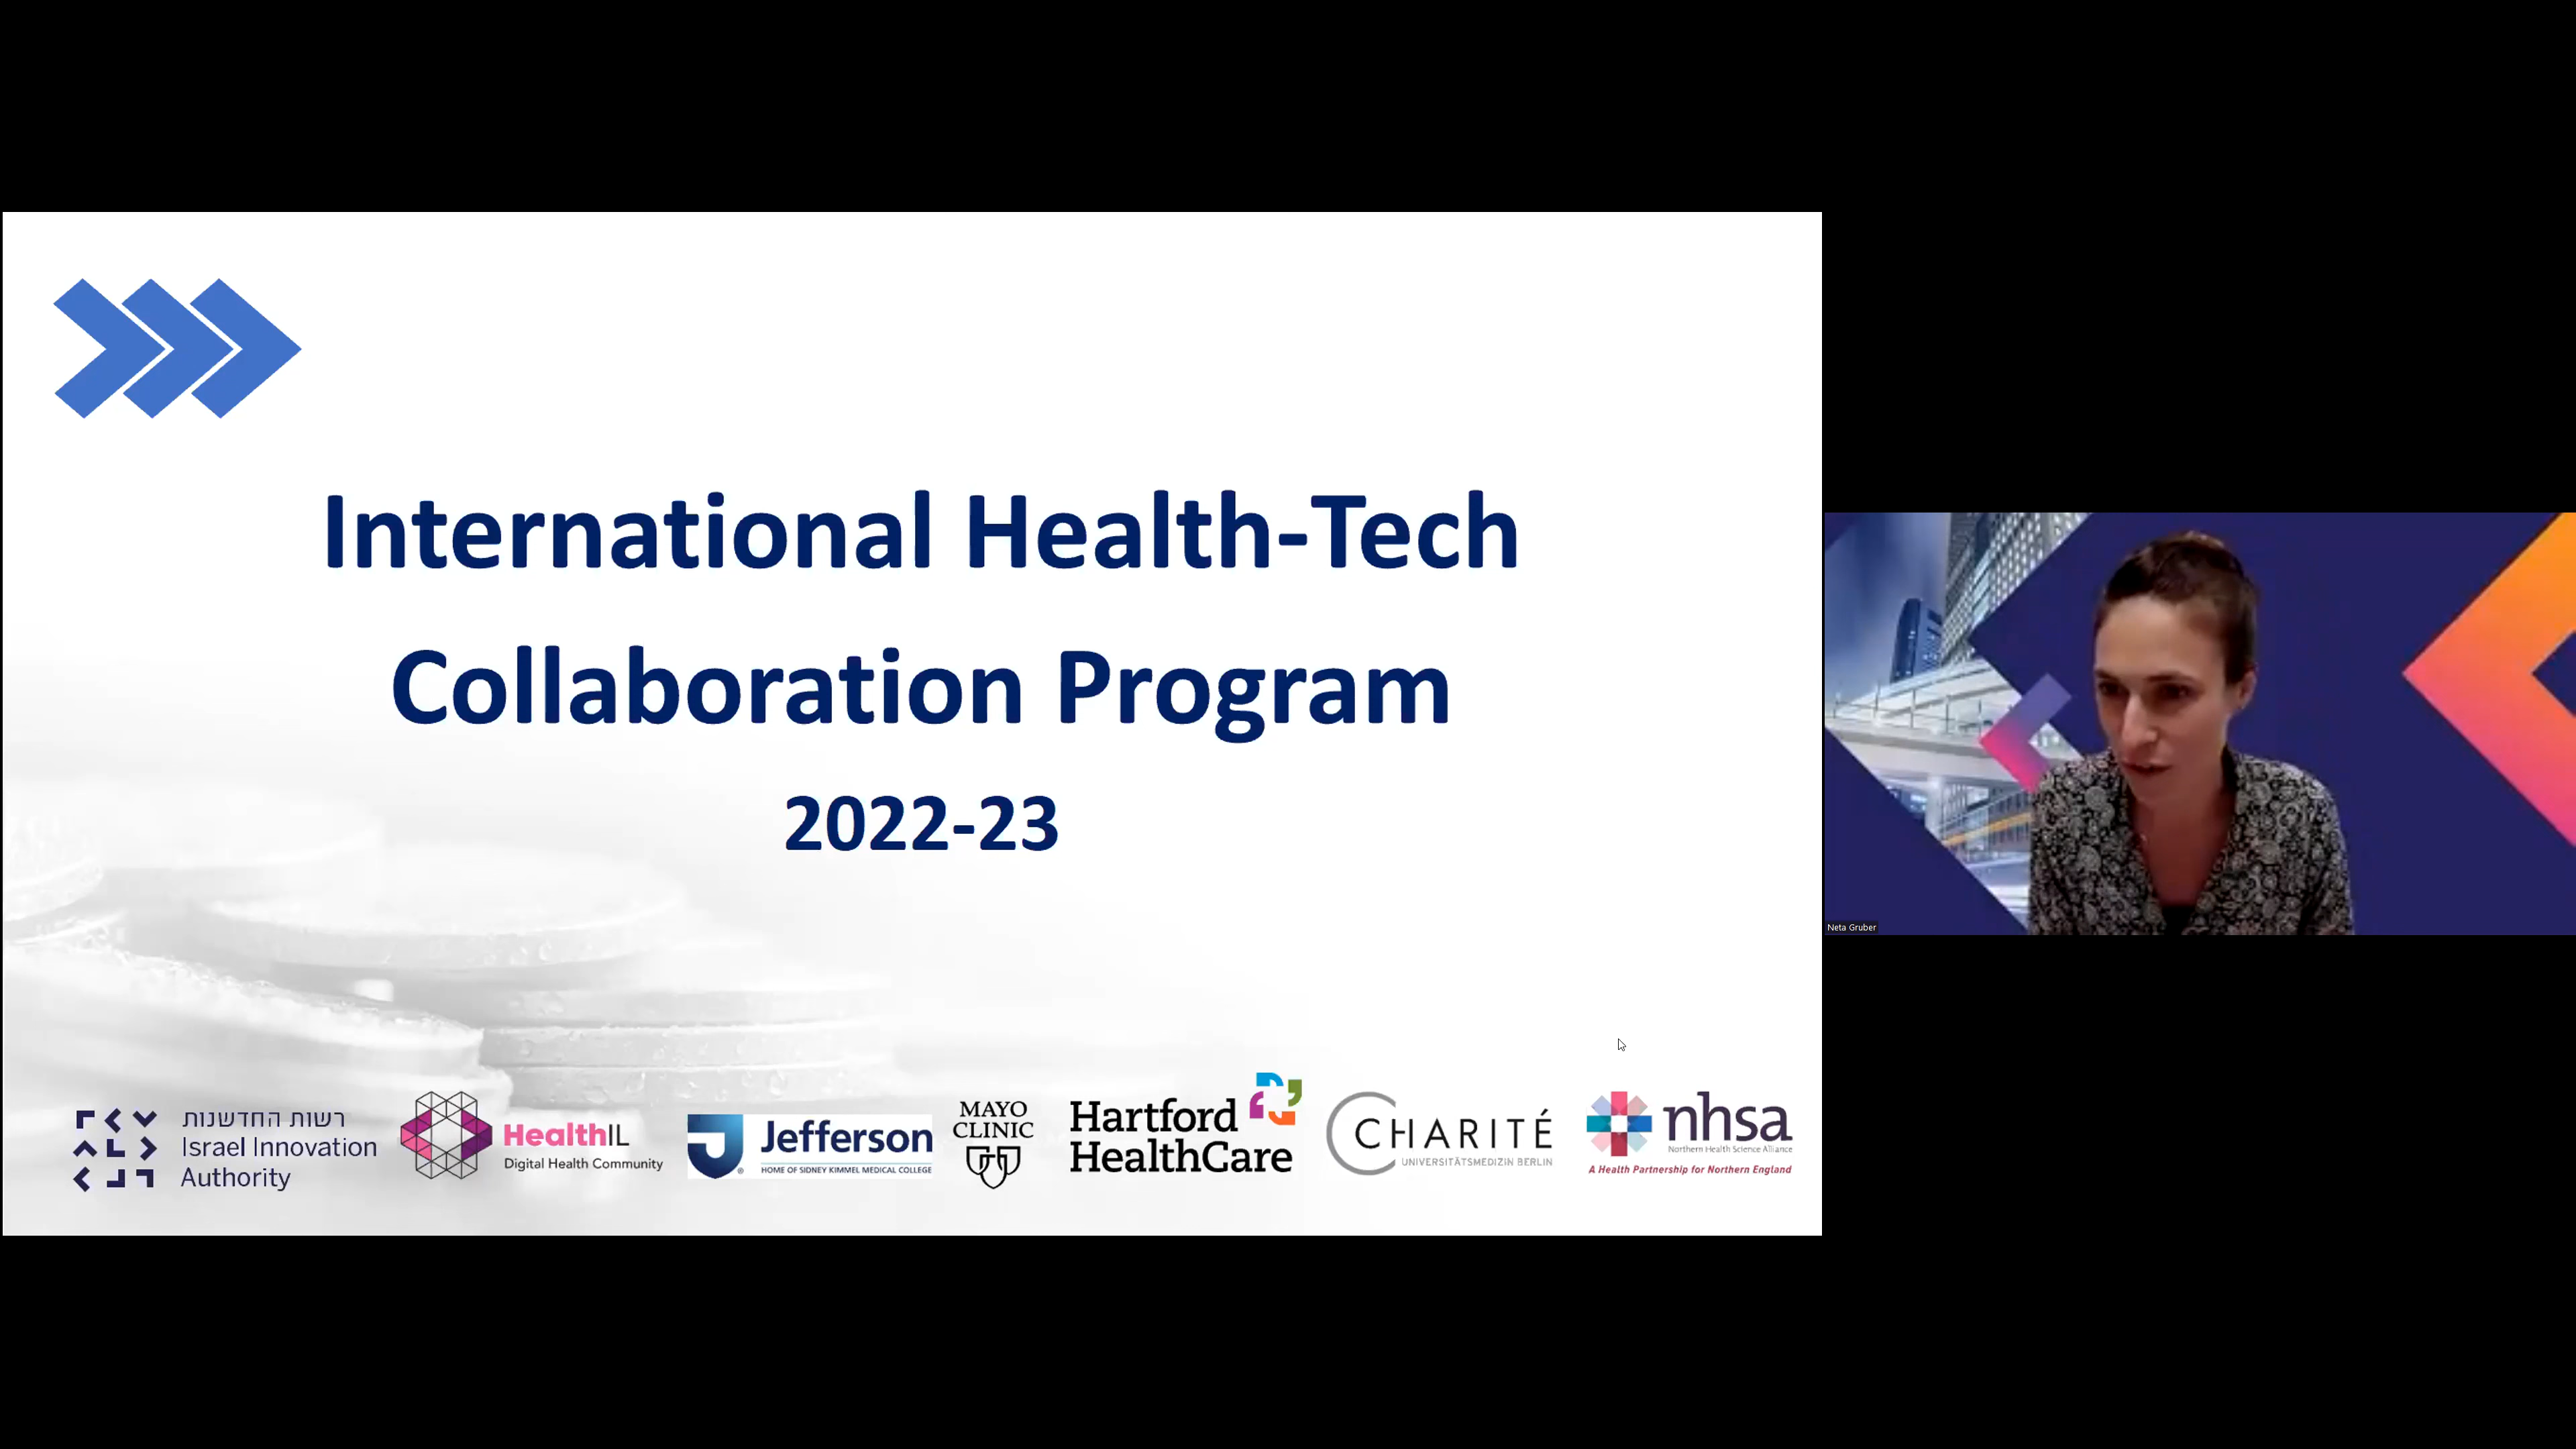 International Health-Tech
Collaboration Program
2022-23
רשות החדשנות
Israel Innovation
Authority
HealthIL
Digital Health Community
Jefferson
HOME OF SIDNEY KIMMEL MEDICAL COLLEGE
MAYO
CLINIC
Hartford
HealthCare
CHARITÉ
UNIVERSITÄTSMEDIZIN BERLIN
nhsa
Northern Health Science Alliance
A Health Partnership for Northern England
Neta Gruber